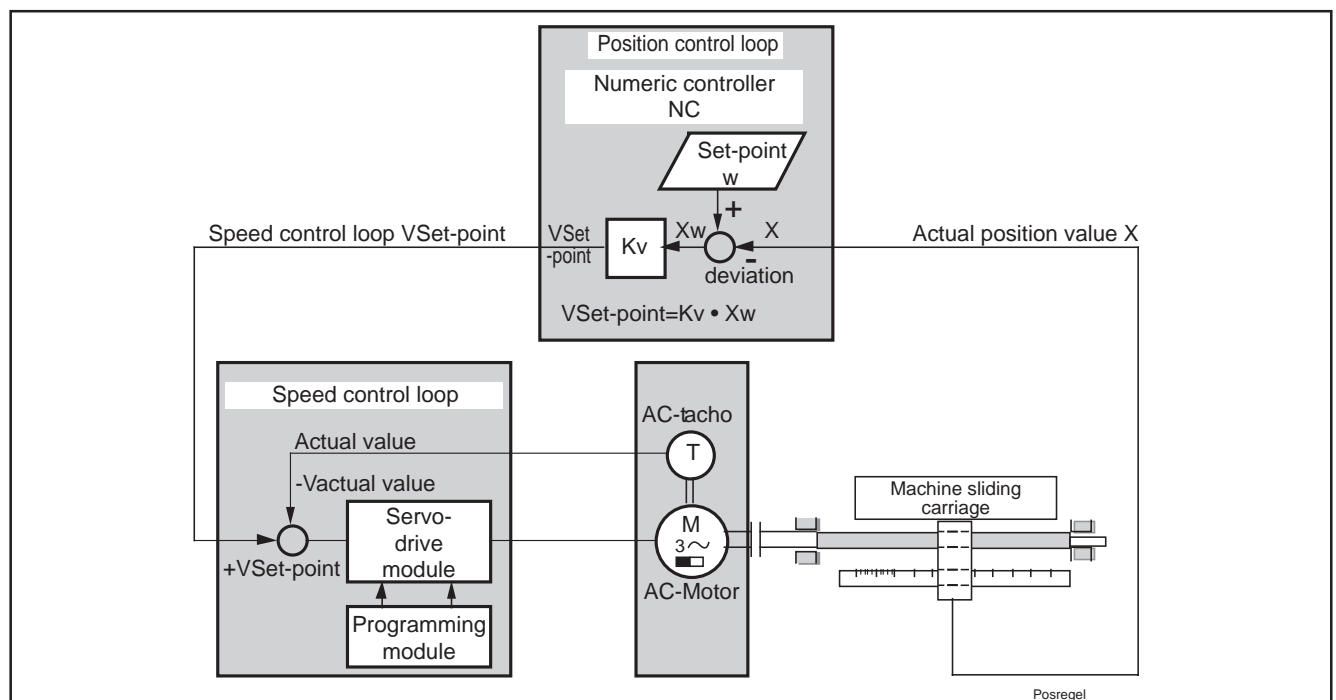 Position control loop
Numeric controller
NC
Set-point
w
+
Speed control loop VSet-point
VSet
-point
Kv
Xw
X
-
deviation
Actual position value X
VSet-point=Kv • Xw
Speed control loop
AC-tacho
T
Actual value
-Vactual value
Servo-
drive
module
+VSet-point
M
3~
AC-Motor
Machine sliding
carriage
Programming
module
Posregel